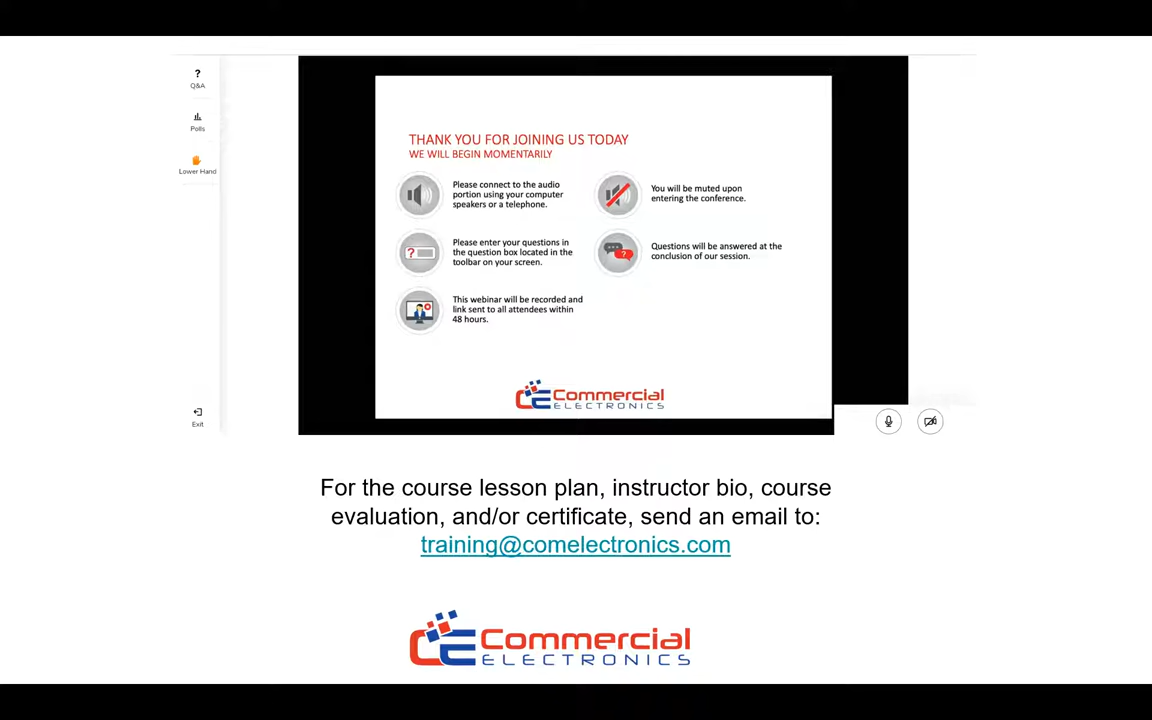 ?
Q&A
Polls
Lower Hand
Exit
THANK YOU FOR JOINING US TODAY
WE WILL BEGIN MOMENTARILY
Please connect to the audio
portion using your computer
speakers or a telephone.
You will be muted upon
entering the conference.
?
Please enter your questions in
the question box located in the
toolbar on your screen.
?
Questions will be answered at the
conclusion of our session.
This webinar will be recorded and
link sent to all attendees within
48 hours.
CE Commercial
ELECTRONICS
For the course lesson plan, instructor bio, course
evaluation, and/or certificate, send an email to:
training@comelectronics.com
CE Commercial
ELECTRONICS